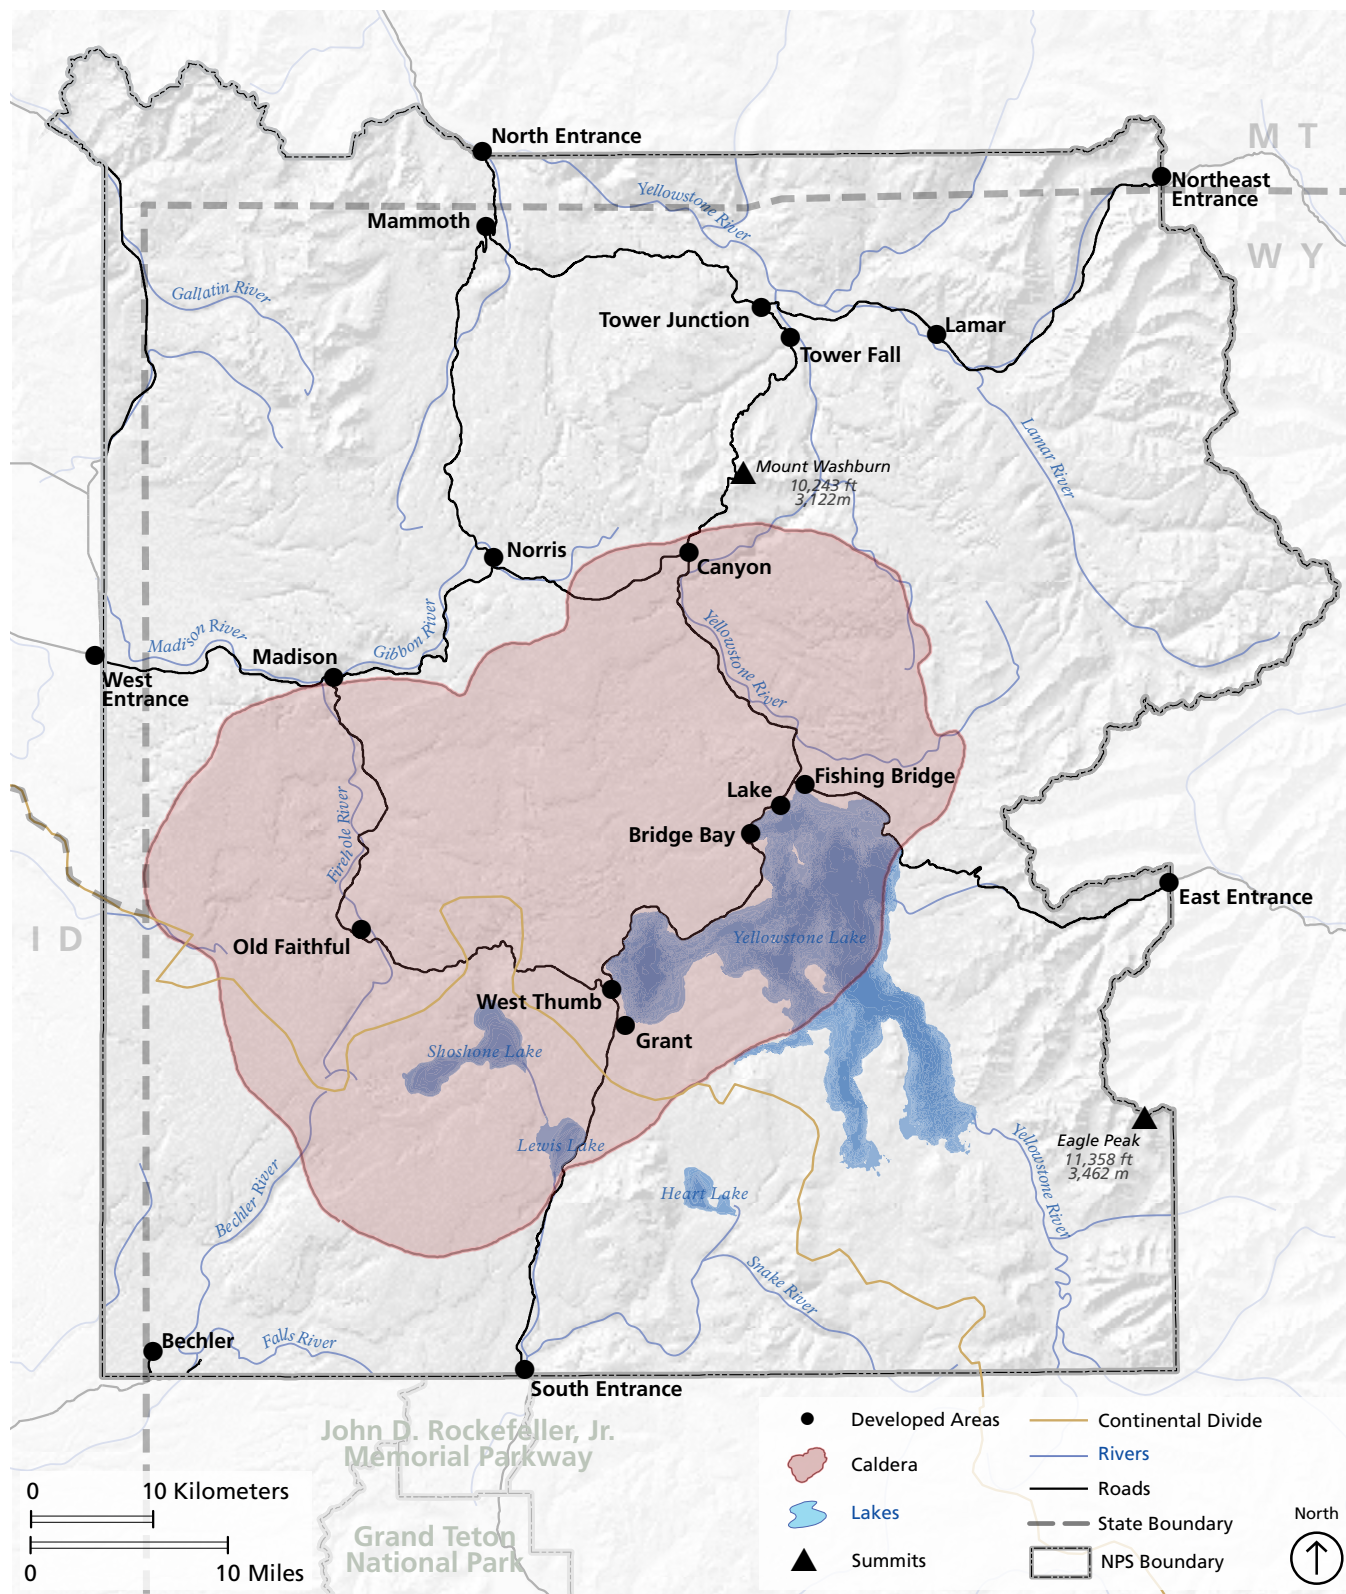 North Entrance
M T
Yellowstone River
Northeast
Entrance
Mammoth
W Y
Gallatin River
Tower Junction
Lamar
Tower Fall
Lamar River
Mount Washburn
10,243 ft
3,122m
Norris
Canyon
Gibbon River
Madison River
Yellowstone River
Madison
West
Entrance
Fishing Bridge
Lake
Bridge Bay
Firehole River
East Entrance
I D
Old Faithful
Yellowstone Lake
West Thumb
Grant
Shoshone Lake
Lewis Lake
Eagle Peak
11,358 ft
3,462 m
Yellowstone River
Heart Lake
Bechler River
Snake River
Bechler
Falls River
South Entrance
John D. Rockefeller, Jr.
Memorial Parkway
Grand Teton
National Park
0 10 Kilometers
0 10 Miles
Developed Areas
Caldera
Lakes
Summits
Continental Divide
Rivers
Roads
State Boundary
NPS Boundary
North